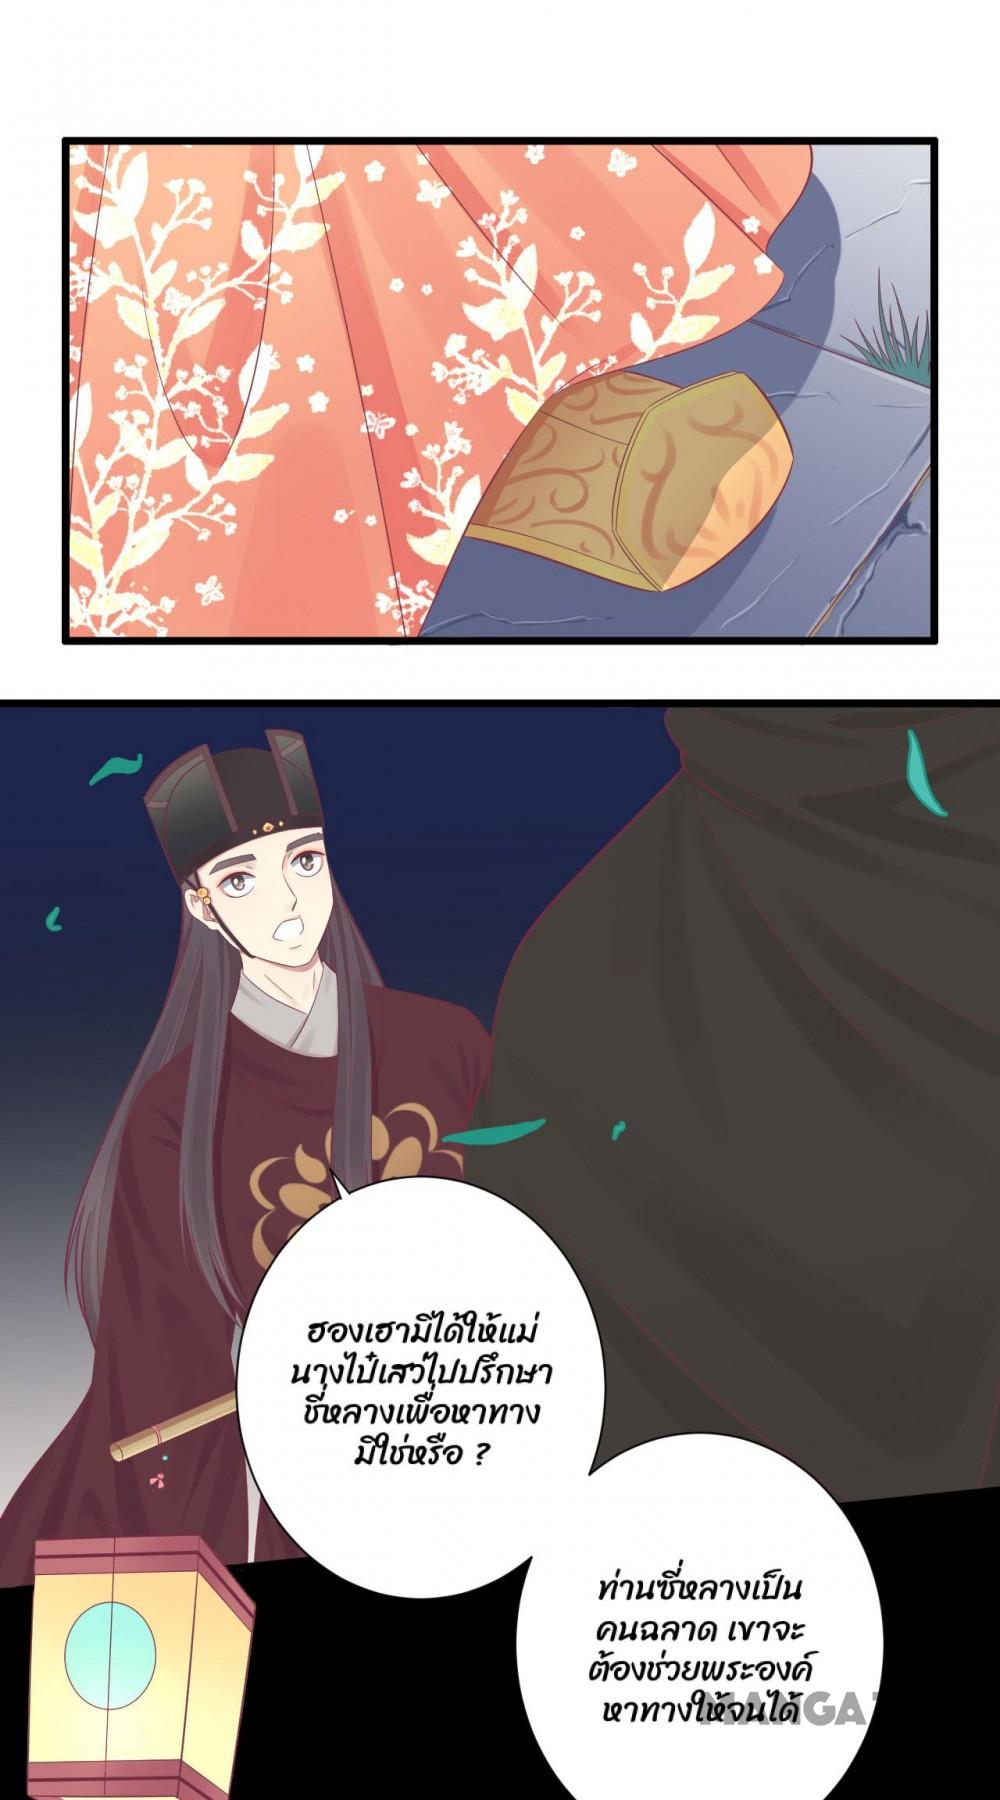 ฮองเฮามิได้ให้แม่
นางไป๋เสว่ไปปรึกษา
ซี่หลางเพื่อหาทาง
มิใช่หรือ ?
ท่านซี่หลางเป็น
คนฉลาด เขาจะ
ต้องช่วยพระองค์
หาทางให้จนได้
MANGA